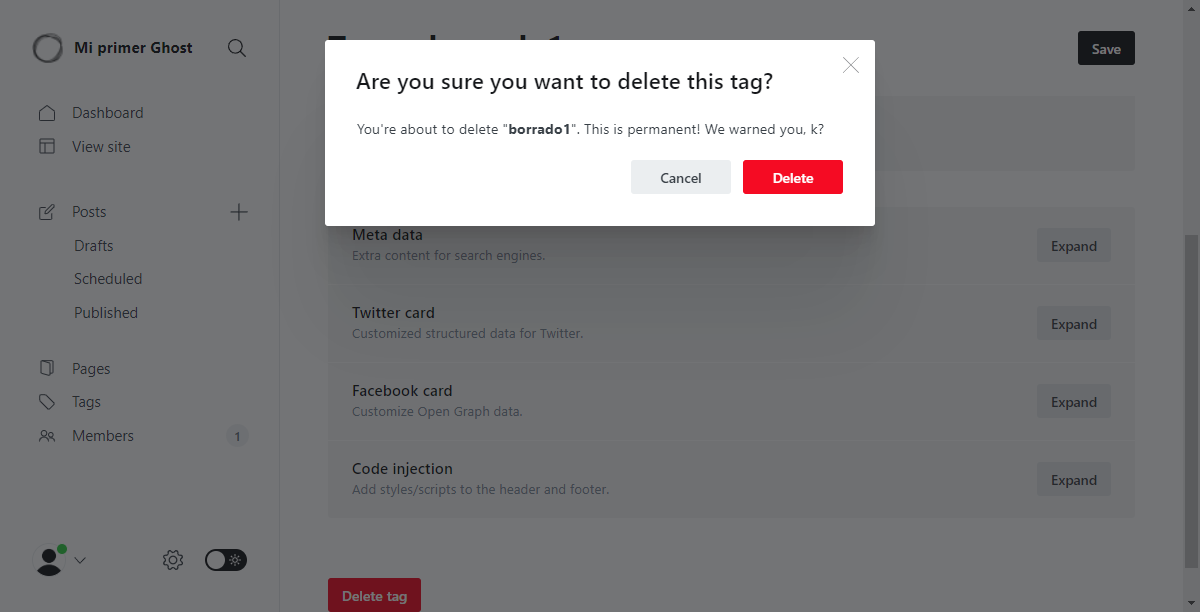 Mi primer Ghost
Dashboard
View site
Posts
Drafts
Scheduled
Published
Pages
Tags
Members
1
Save
Are you sure you want to delete this tag?
You're about to delete "borrado1". This is permanent! We warned you, k?
Cancel
Delete
Meta data
Extra content for search engines.
Expand
Twitter card
Customized structured data for Twitter.
Expand
Facebook card
Customize Open Graph data.
Expand
Code injection
Add styles/scripts to the header and footer.
Expand
Delete tag